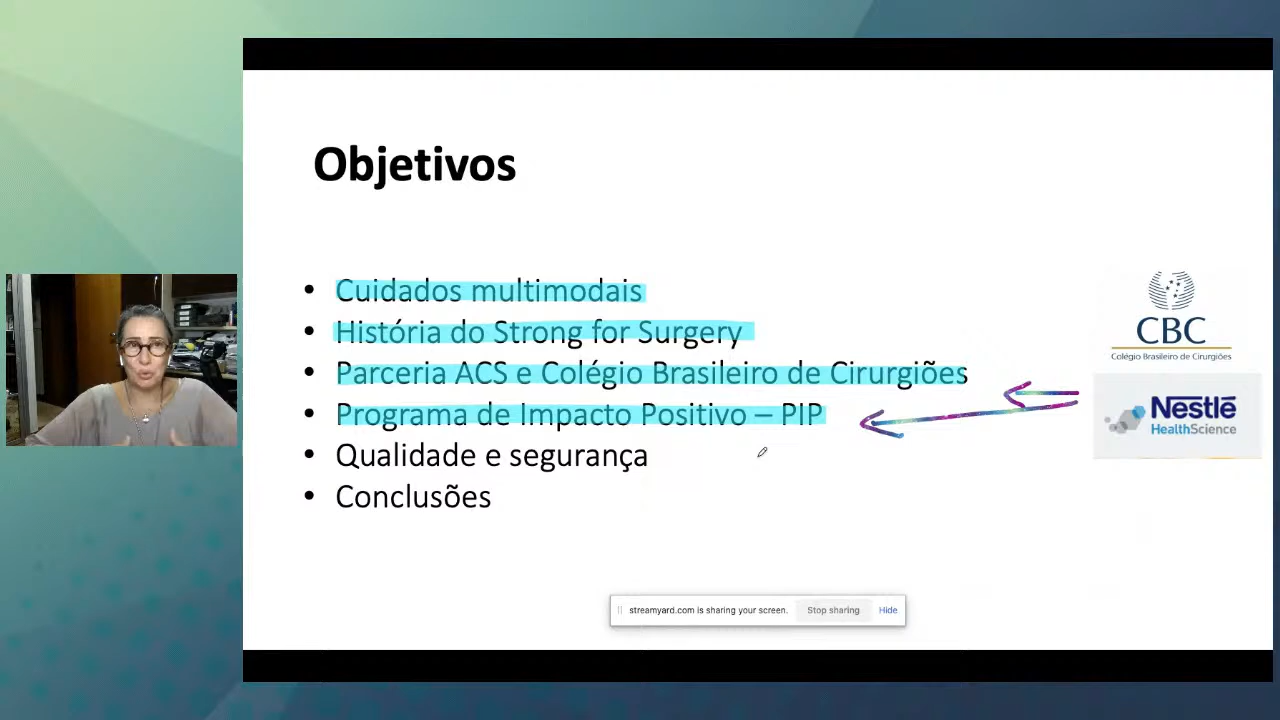 Objetivos
• Cuidados multimodais
• História do Strong for Surgery
• Parceria ACS e Colégio Brasileiro de Cirurgiões
• Programa de Impacto Positivo – PIP
• Qualidade e segurança
• Conclusões
CBC
Colégio Brasileiro de Cirurgiões
Nestlé
HealthScience
streamyard.com is sharing your screen. Stop sharing Hide